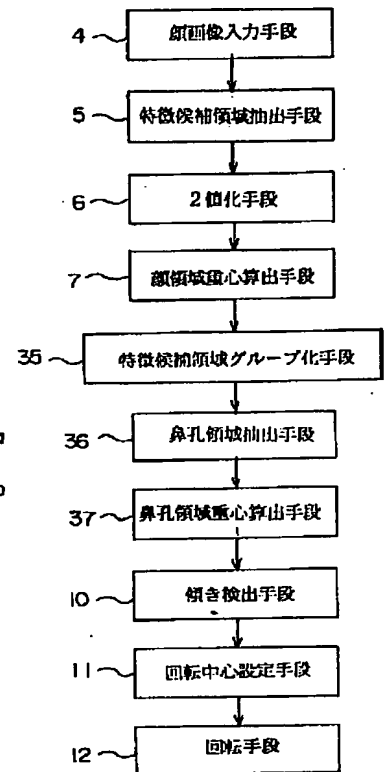 4 顔画像入力手段
5 特徴候補領域抽出手段
6 2値化手段
7 顔領域重心算出手段
35 特徴候補領域グループ化手段
36 鼻孔領域抽出手段
37 鼻孔領域重心算出手段
10 傾き検出手段
11 回転中心設定手段
12 回転手段